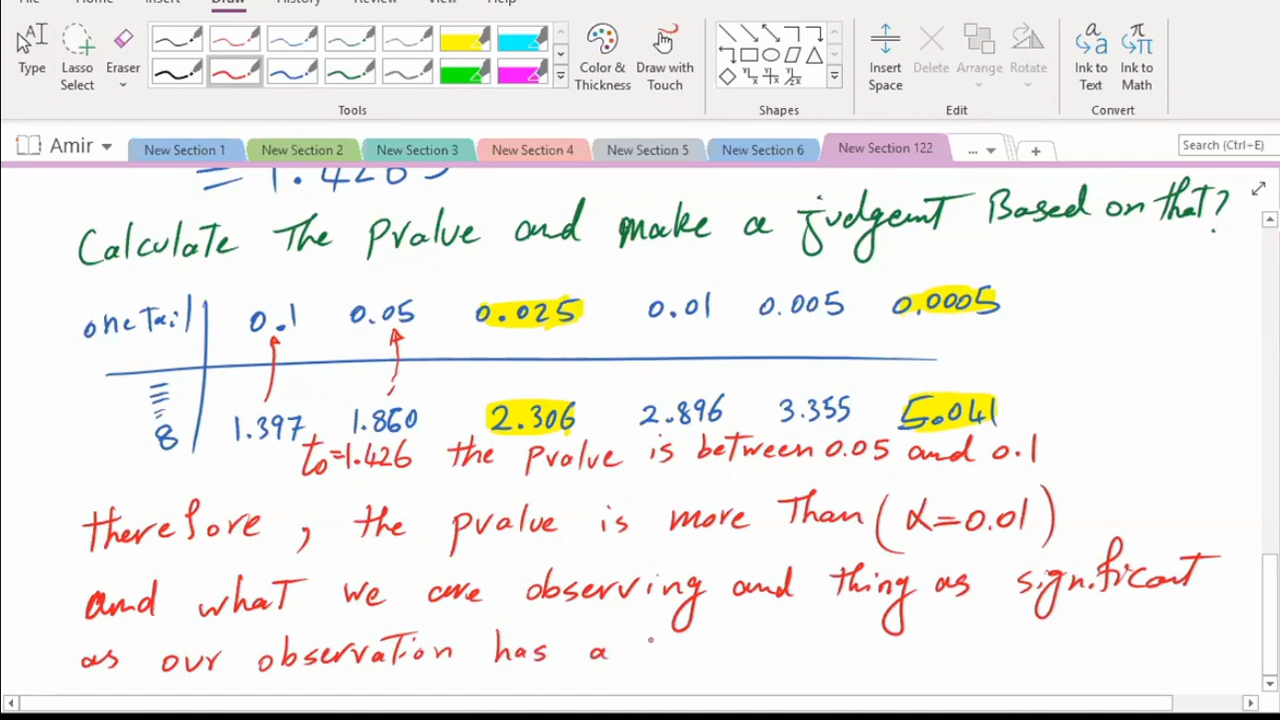 File Home Insert Draw History Review View Help
Type Lasso Select Eraser Color & Thickness Draw with Touch Insert Space Delete Arrange Rotate Ink to Text Ink to Math
Tools Shapes Edit Convert
Amir New Section 1 New Section 2 New Section 3 New Section 4 New Section 5 New Section 6 New Section 122 ... Search (Ctrl+E)
Calculate The Pvalue and make a judgemt Based on that?
one Tail 0.1 0.05 0.025 0.01 0.005 0.0005
8 1.397 1.860 2.306 2.896 3.355 5.041
to=1.426 the pvalue is between 0.05 and 0.1
therefore, the pvalue is more Than (α=0.01)
and what we are observing and thing as significant
as our observation has a